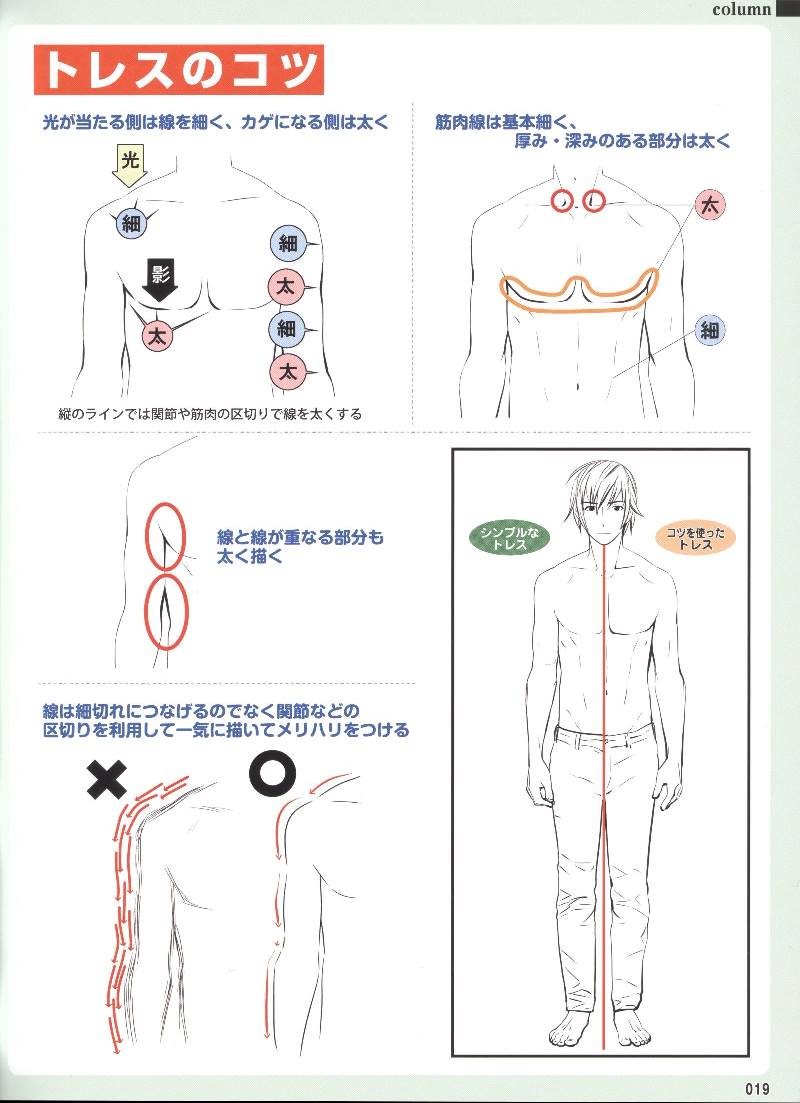 column
トレスのコツ
光が当たる側は線を細く、カゲになる側は太く
光
細
影
太
細
太
細
太
縦のラインでは関節や筋肉の区切りで線を太くする
筋肉線は基本細く、
厚み・深みのある部分は太く
太
細
線と線が重なる部分も
太く描く
線は細切れにつなげるのでなく関節などの
区切りを利用して一気に描いてメリハリをつける
シンプルな
トレス
コツを使った
トレス
019